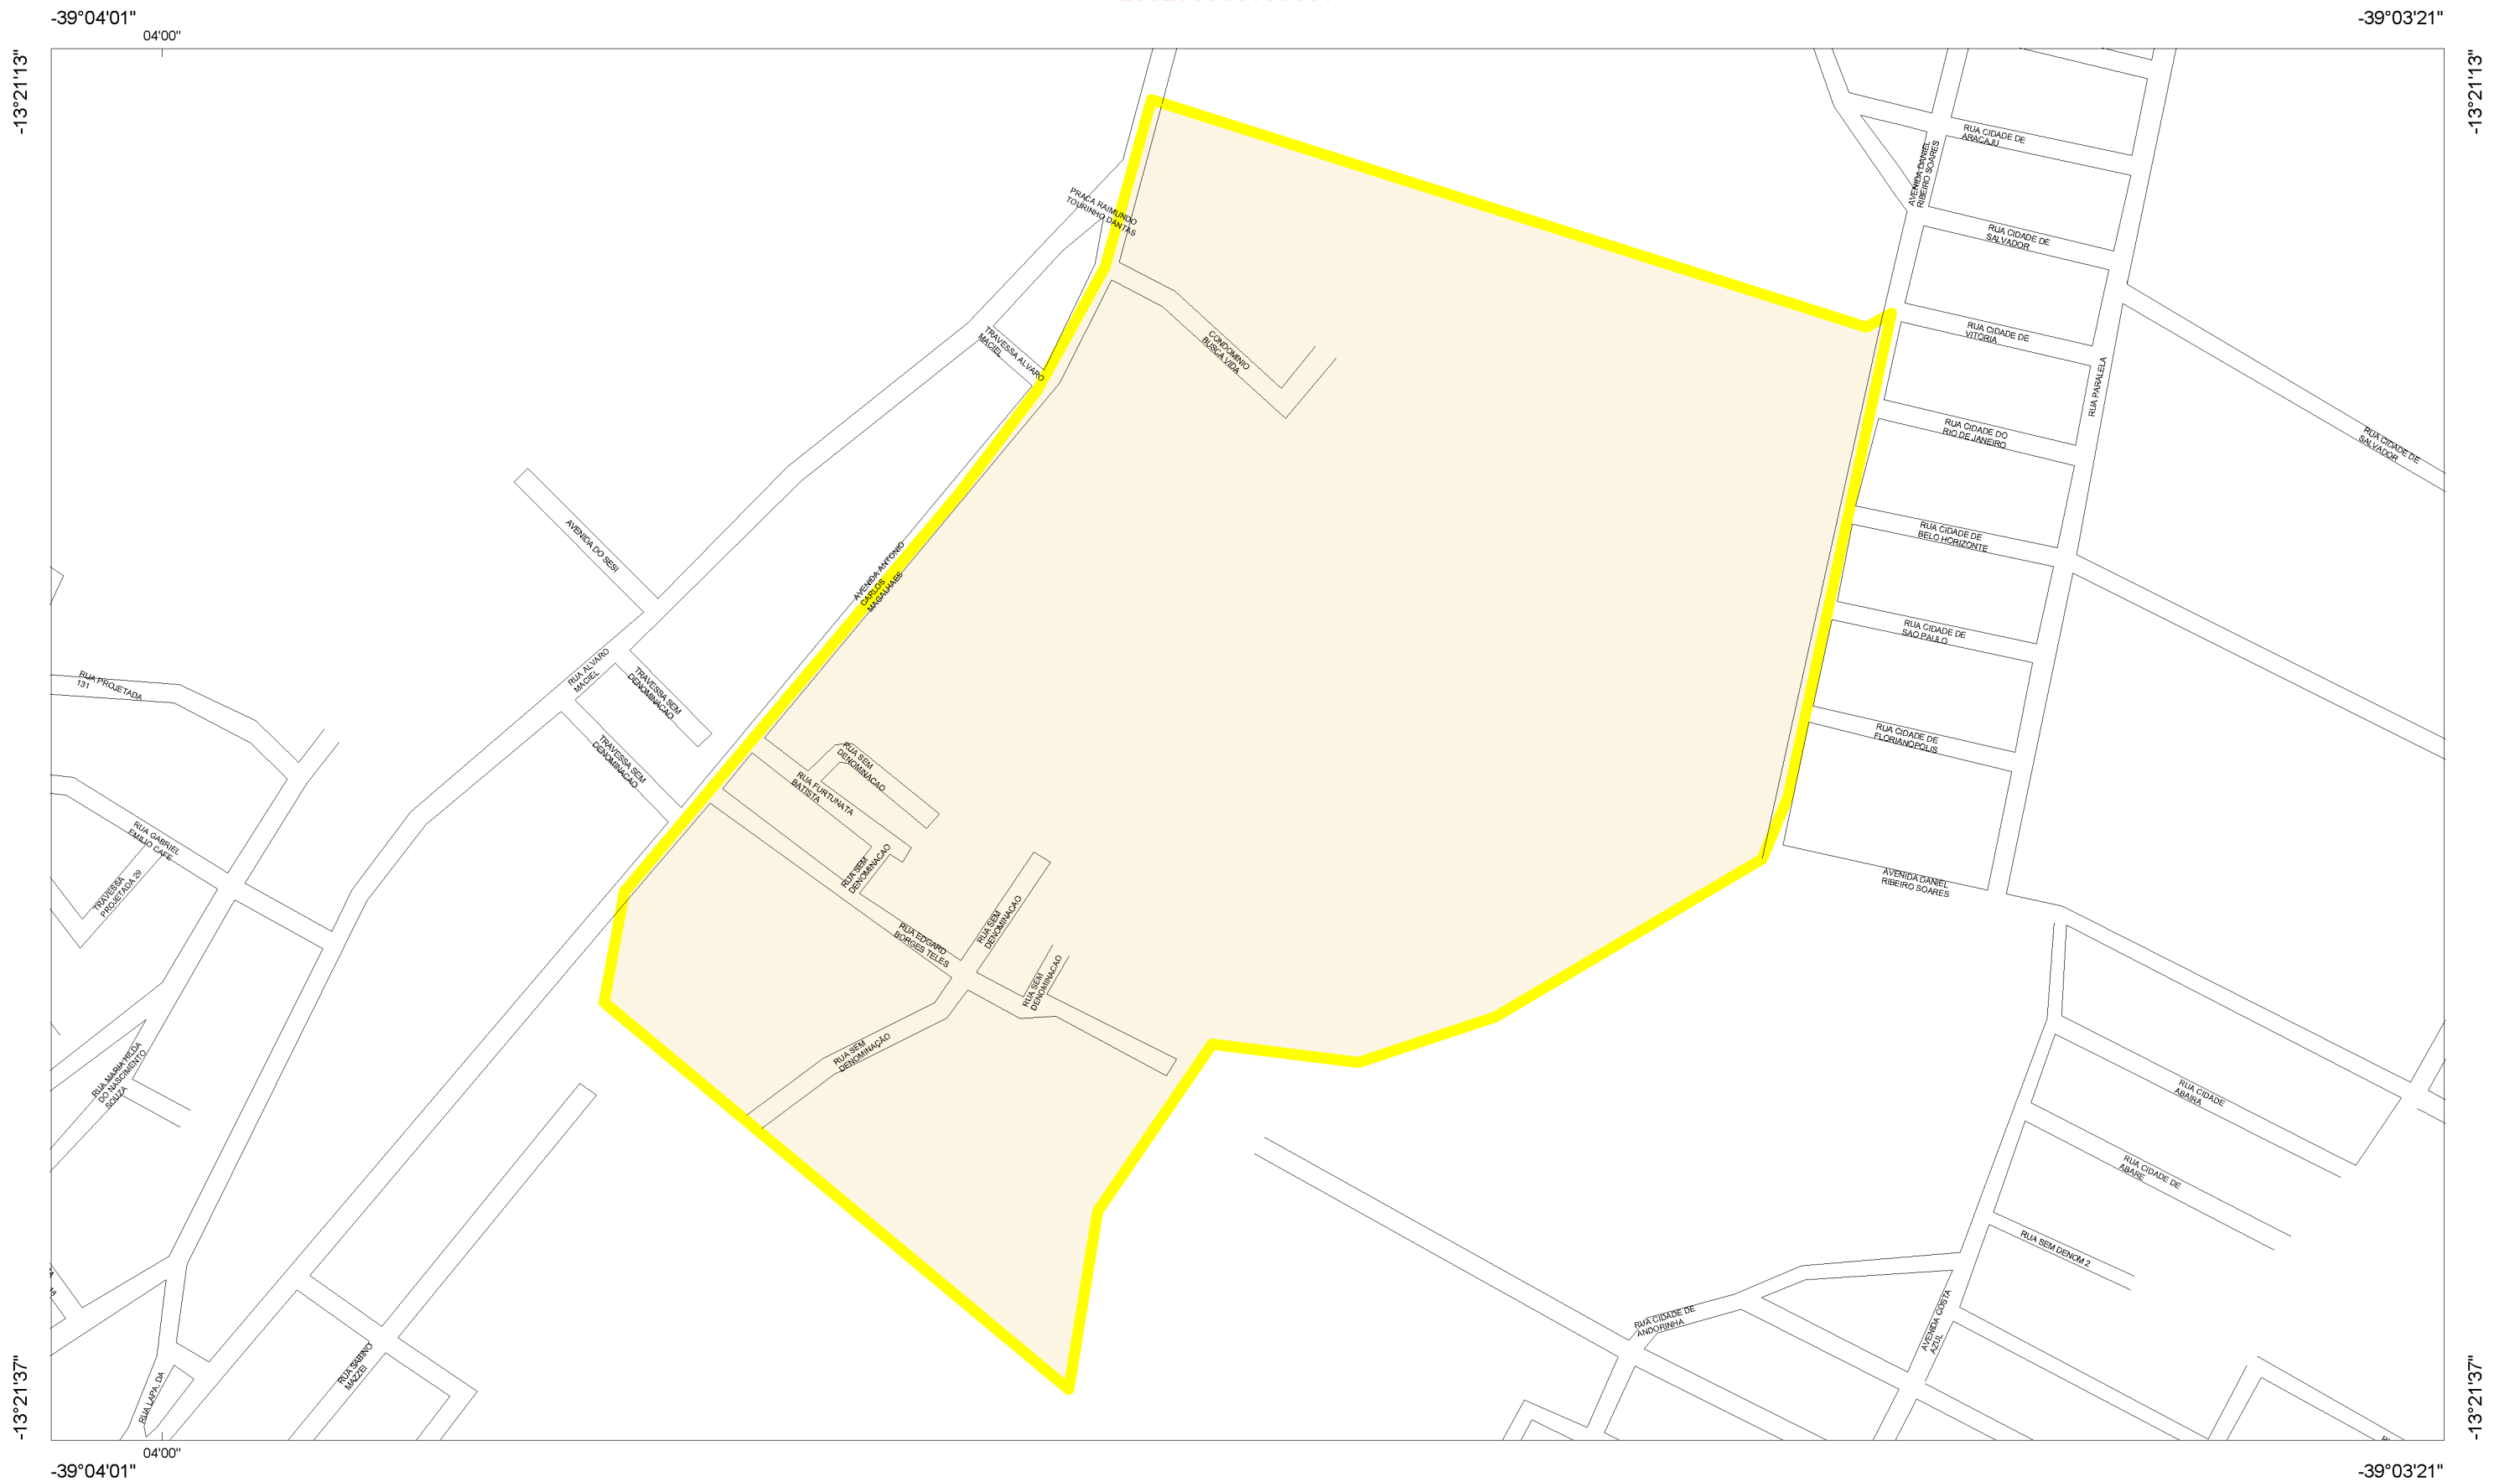 -39°04'01"
-39°03'21"
04'00"
-13°21'13"
-13°21'13"
RUA CIDADE DE
ARACAJU
AVENIDA DANIEL
RIBEIRO SOARES
PRACA RAIMUNDO
TOURINHO DANTAS
RUA CIDADE DE
SALVADOR
TRAVESSA ALVARO
MACIEL
CONDOMINIO
BUSCA VIDA
RUA CIDADE DE
VITORIA
RUA PARALELA
RUA CIDADE DO
RIO DE JANEIRO
RUA CIDADE DE
SALVADOR
AVENIDA DO SESI
AVENIDA ANTONIO
CARLOS
MAGALHAES
RUA CIDADE DE
BELO HORIZONTE
RUA CIDADE DE
SAO PAULO
RUA ALVARO
MACIEL
TRAVESSA SEM
DENOMINACAO
RUA PROJETADA
131
RUA CIDADE DE
FLORIANOPOLIS
TRAVESSA SEM
DENOMINACAO
RUA SEM
DENOMINACAO
RUA FURTUNATA
BATISTA
RUA GABRIEL
EMILIO CAFE
TRAVESSA
PROJETADA 29
RUA SEM
DENOMINACAO
AVENIDA DANIEL
RIBEIRO SOARES
RUA EDGARD
BORGES TELES
RUA SEM
DENOMINACAO
RUA SEM
DENOMINACAO
RUA SEM
DENOMINAÇÃO
RUA MARIA HILDA
DO NASCIMENTO
SOUZA
RUA CIDADE
ABAIRA
RUA CIDADE DE
ABARE
RUA SEM DENOM 2
RUA CIDADE DE
ANDORINHA
AVENIDA COSTA
AZUL
RUA SABINO
MAZZEI
RUA LAPA, DA
-13°21'37"
-13°21'37"
04'00"
-39°04'01"
-39°03'21"